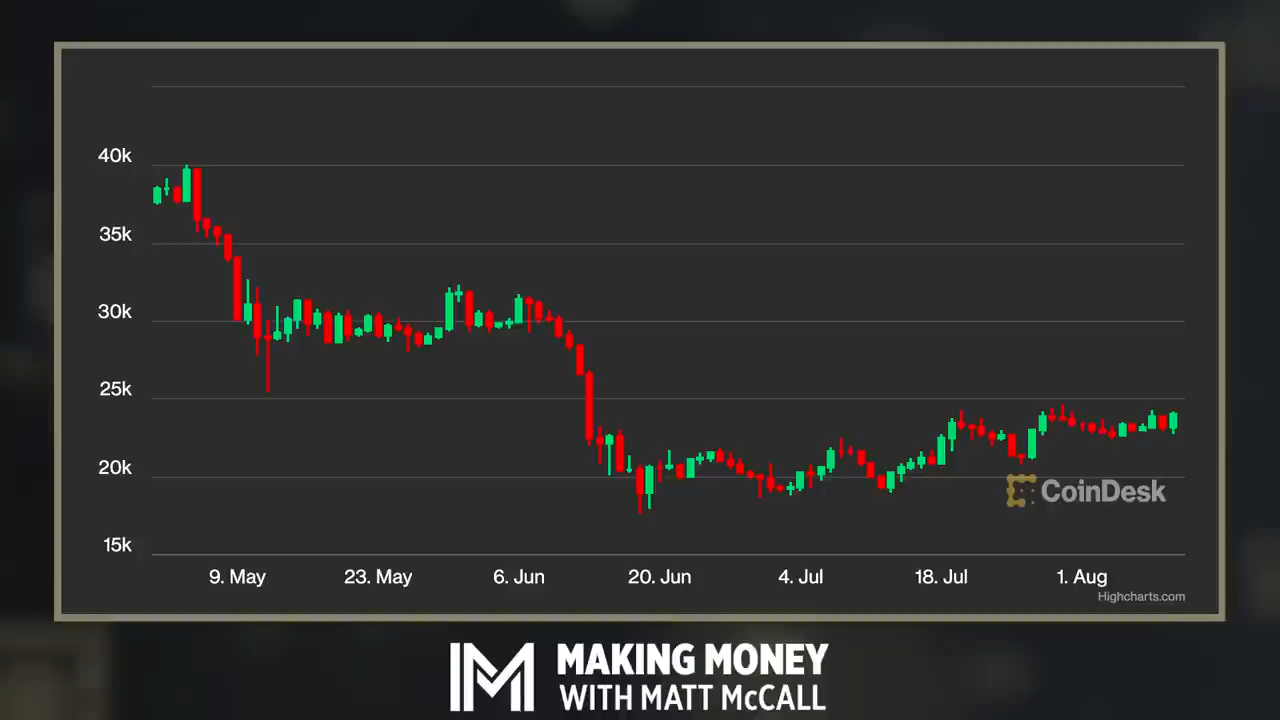 40k
35k
30k
25k
20k
15k
CoinDesk
9. May 23. May 6. Jun 20. Jun 4. Jul 18. Jul 1. Aug
Highcharts.com
MAKING MONEY
WITH MATT McCALL